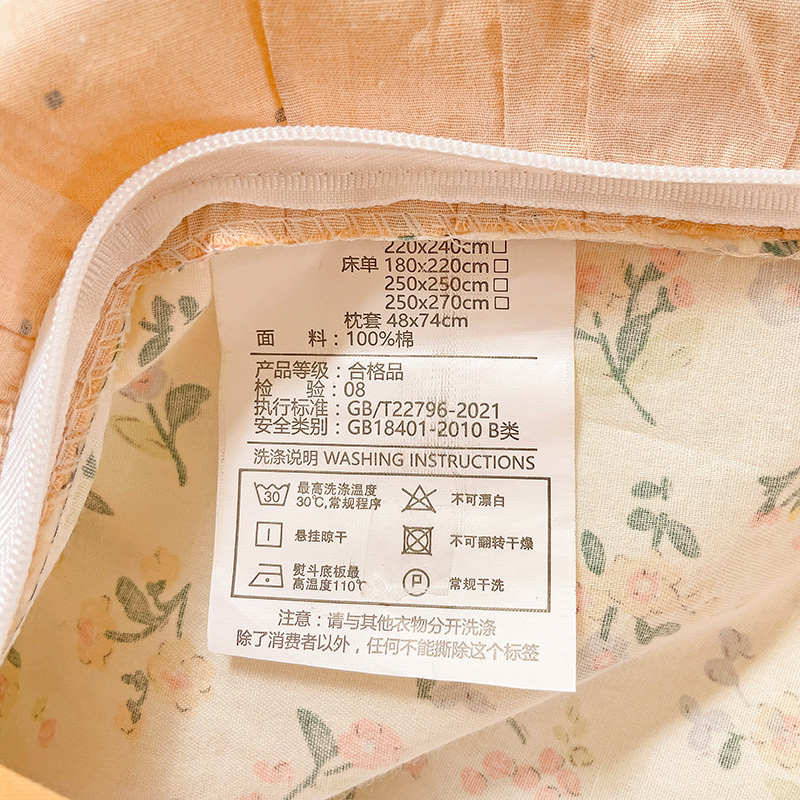 220x240cm□
床单 180x220cm□
250x250cm□
250x270cm□
枕套 48x74cm
面 料：100%棉
产品等级：合格品
检 验：08
执行标准：GB/T22796-2021
安全类别：GB18401-2010 B类
洗涤说明 WASHING INSTRUCTIONS
30 最高洗涤温度
30℃,常规程序
不可漂白
悬挂晾干
不可翻转干燥
熨斗底板最
高温度110℃
P 常规干洗
注意：请与其他衣物分开洗涤
除了消费者以外，任何不能撕除这个标签